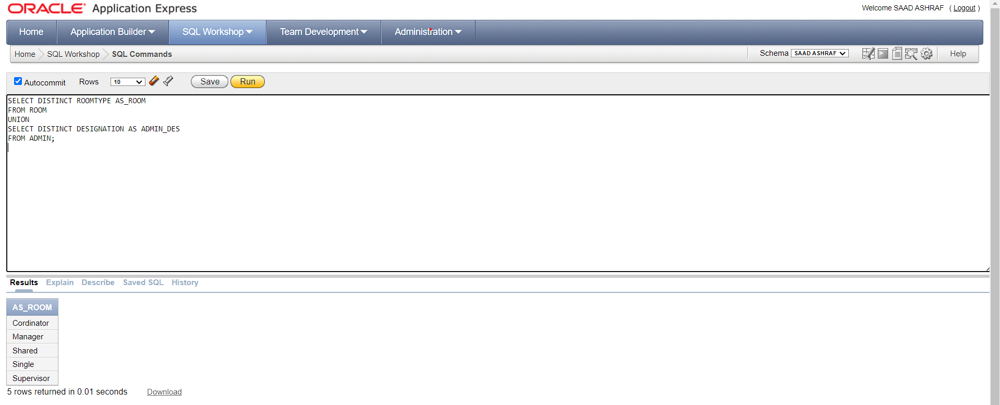 ORACLE Application Express
Welcome SAAD ASHRAF ( Logout )
Home Application Builder SQL Workshop Team Development Administration
Home SQL Workshop SQL Commands Schema SAAD ASHRAF Help
Autocommit Rows 10 Save Run
SELECT DISTINCT ROOMTYPE AS_ROOM
FROM ROOM
UNION
SELECT DISTINCT DESIGNATION AS ADMIN_DES
FROM ADMIN;
Results Explain Describe Saved SQL History
AS_ROOM
Cordinator
Manager
Shared
Single
Supervisor
5 rows returned in 0.01 seconds Download